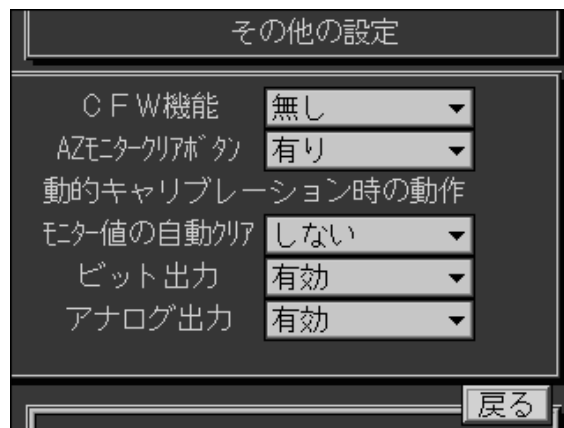 その他の設定
ＣＦＷ機能 無し
AZﾓﾆﾀｰｸﾘｱﾎﾞﾀﾝ 有り
動的キャリブレーション時の動作
ﾓﾆﾀｰ値の自動ｸﾘｱ しない
ビット出力 有効
アナログ出力 有効
戻る